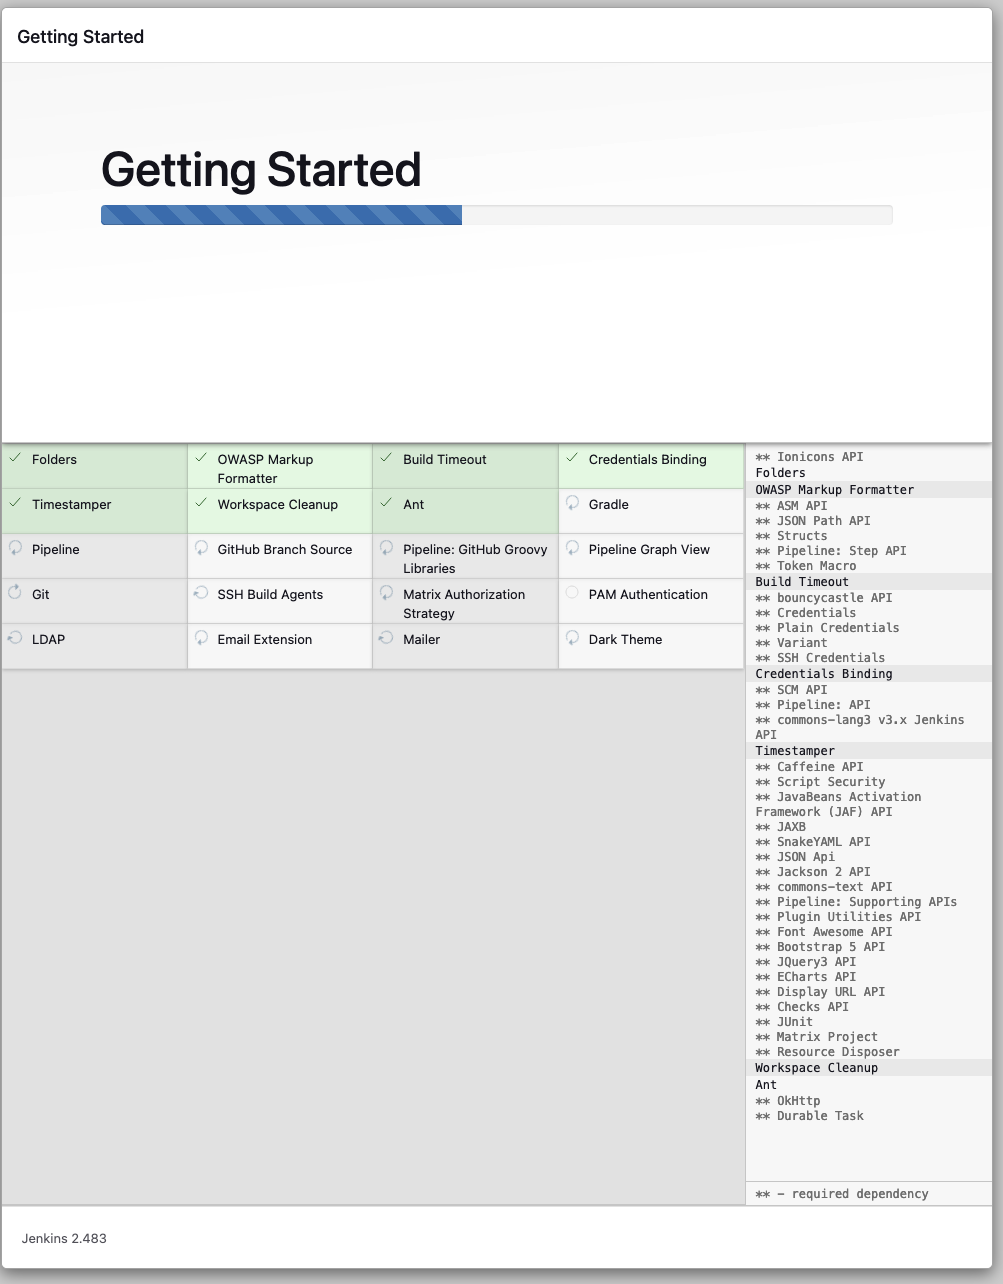 Getting Started
Getting Started
Folders
OWASP Markup
Formatter
Build Timeout
Credentials Binding
Timestamper
Workspace Cleanup
Ant
Gradle
Pipeline
GitHub Branch Source
Pipeline: GitHub Groovy
Libraries
Pipeline Graph View
Git
SSH Build Agents
Matrix Authorization
Strategy
PAM Authentication
LDAP
Email Extension
Mailer
Dark Theme
** Ionicons API
Folders
OWASP Markup Formatter
** ASM API
** JSON Path API
** Structs
** Pipeline: Step API
** Token Macro
Build Timeout
** bouncycastle API
** Credentials
** Plain Credentials
** Variant
** SSH Credentials
Credentials Binding
** SCM API
** Pipeline: API
** commons-lang3 v3.x Jenkins
API
Timestamper
** Caffeine API
** Script Security
** JavaBeans Activation
Framework (JAF) API
** JAXB
** SnakeYAML API
** JSON Api
** Jackson 2 API
** commons-text API
** Pipeline: Supporting APIs
** Plugin Utilities API
** Font Awesome API
** Bootstrap 5 API
** JQuery3 API
** ECharts API
** Display URL API
** Checks API
** JUnit
** Matrix Project
** Resource Disposer
Workspace Cleanup
Ant
** OkHttp
** Durable Task
** - required dependency
Jenkins 2.483